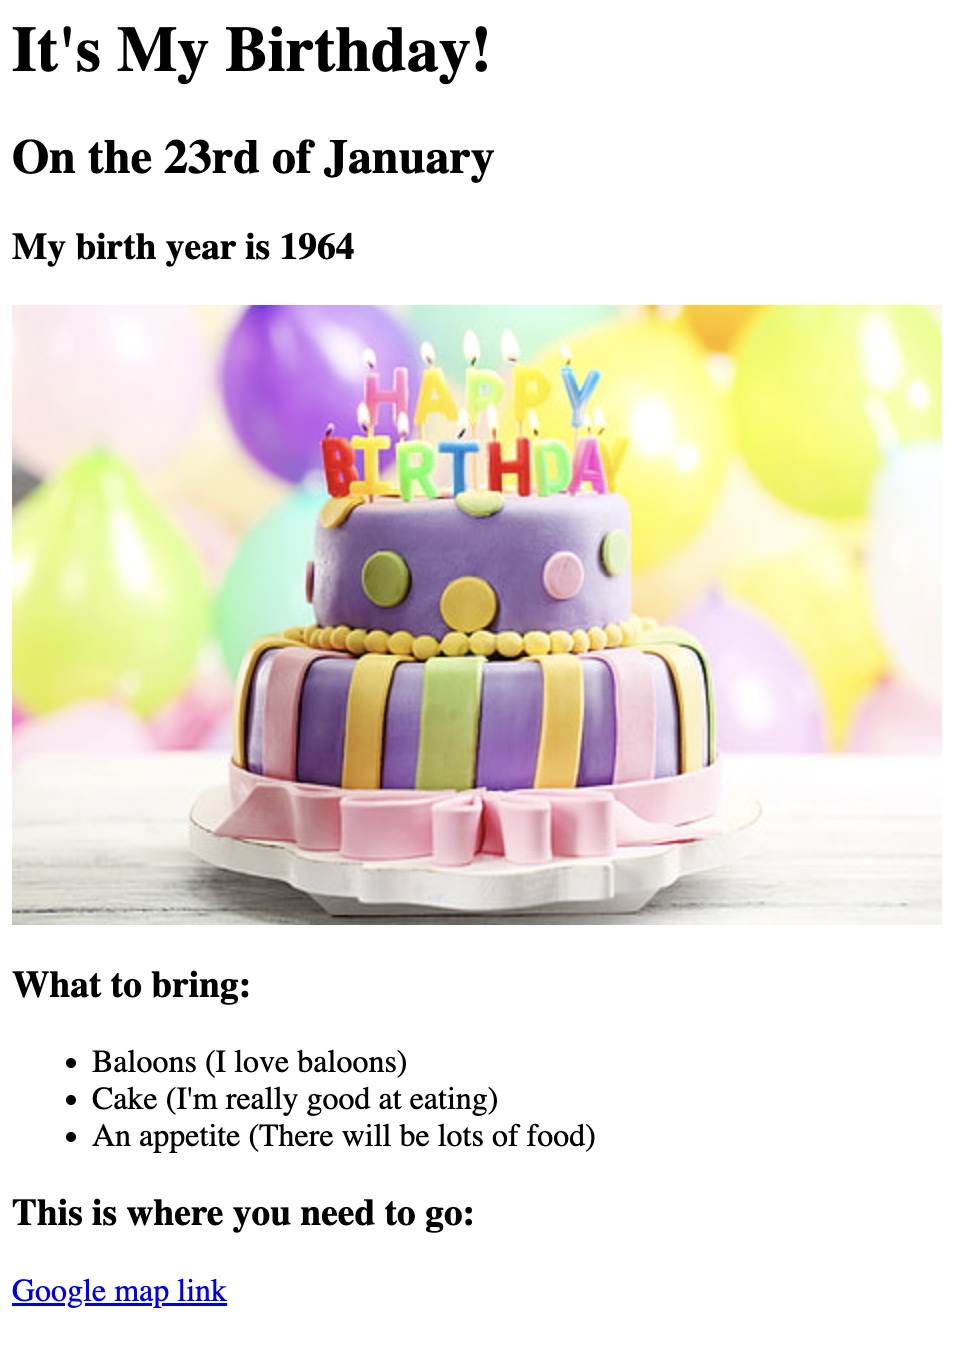 It's My Birthday!
On the 23rd of January
My birth year is 1964
HAPPY
BIRTHDAY
What to bring:
Baloons (I love baloons)
Cake (I'm really good at eating)
An appetite (There will be lots of food)
This is where you need to go:
Google map link